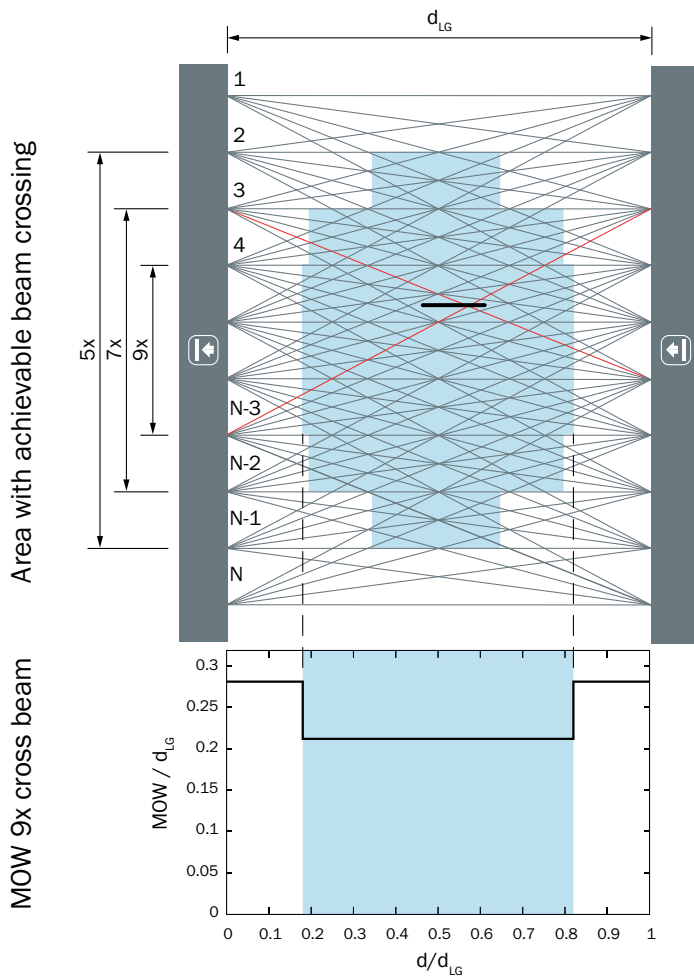 d_LG
Area with achievable beam crossing
5x
7x
9x
1
2
3
4
N-3
N-2
N-1
N
MOW 9x cross beam
MOW / d_LG
0.3
0.25
0.2
0.15
0.1
0.05
0
0 0.1 0.2 0.3 0.4 0.5 0.6 0.7 0.8 0.9 1
d/d_LG